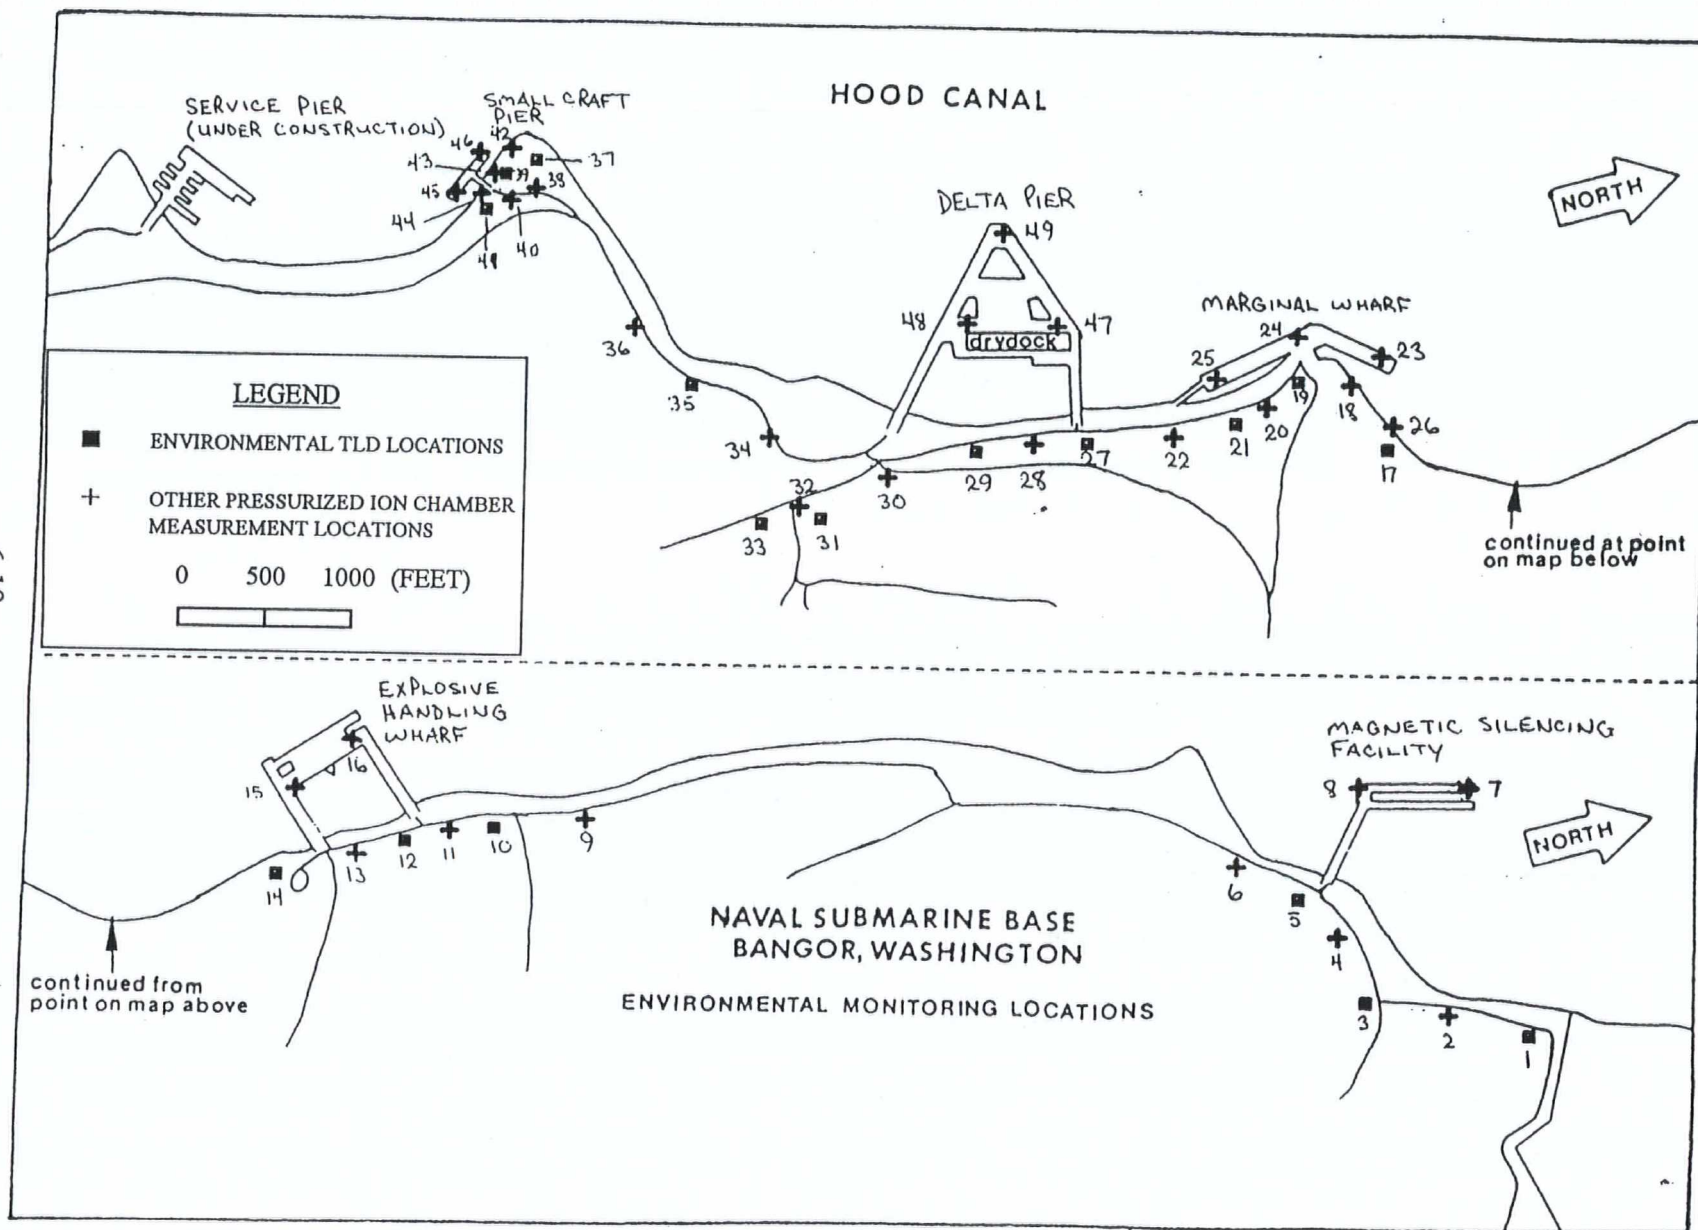 HOOD CANAL
SERVICE PIER
(UNDER CONSTRUCTION)
SMALL CRAFT
PIER
46
42
43
37
39
38
45
44
40
41
DELTA PIER
49
NORTH
MARGINAL WHARF
48
47
24
25
23
drydock
36
35
19
18
20
26
21
34
22
27
17
28
29
30
32
33
31
continued at point
on map below
LEGEND
ENVIRONMENTAL TLD LOCATIONS
OTHER PRESSURIZED ION CHAMBER
MEASUREMENT LOCATIONS
0 500 1000 (FEET)
EXPLOSIVE
HANDLING
WHARF
16
15
MAGNETIC SILENCING
FACILITY
8
7
NORTH
14
13
12
11
10
9
6
5
4
3
2
1
NAVAL SUBMARINE BASE
BANGOR, WASHINGTON
ENVIRONMENTAL MONITORING LOCATIONS
continued from
point on map above